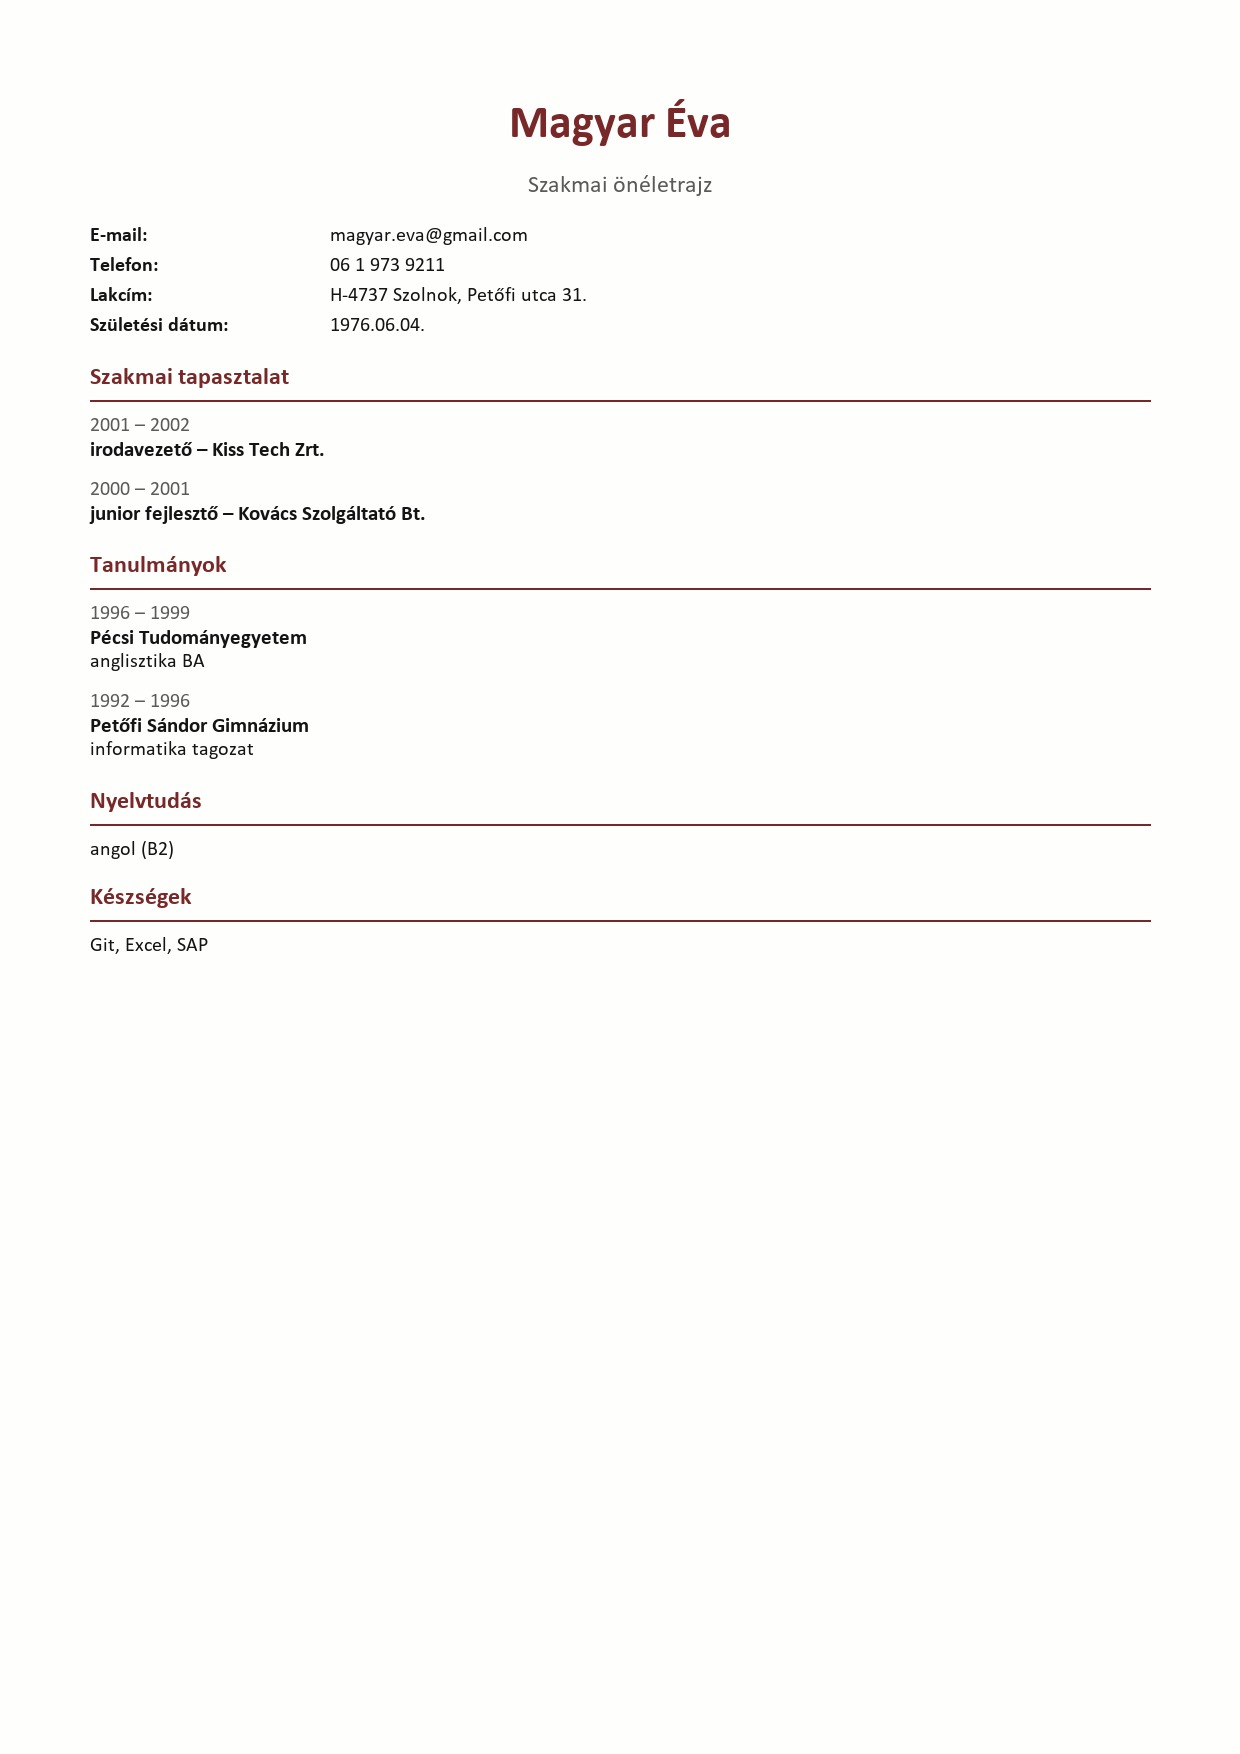 Magyar Éva
Szakmai önéletrajz
E-mail: magyar.eva@gmail.com
Telefon: 06 1 973 9211
Lakcím: H-4737 Szolnok, Petőfi utca 31.
Születési dátum: 1976.06.04.
Szakmai tapasztalat
2001 – 2002
irodavezető – Kiss Tech Zrt.
2000 – 2001
junior fejlesztő – Kovács Szolgáltató Bt.
Tanulmányok
1996 – 1999
Pécsi Tudományegyetem
anglisztika BA
1992 – 1996
Petőfi Sándor Gimnázium
informatika tagozat
Nyelvtudás
angol (B2)
Készségek
Git, Excel, SAP